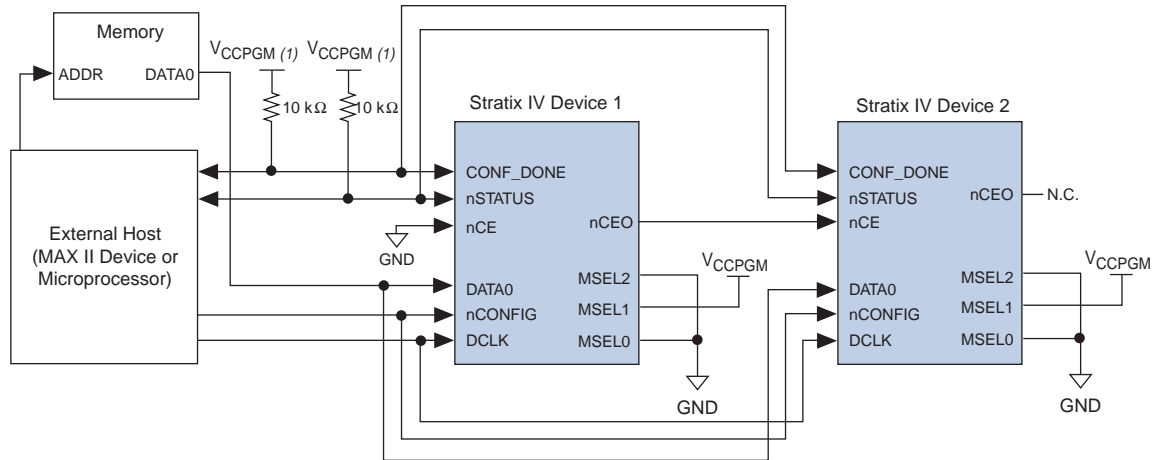 Memory
ADDR DATA0
VCCPGM (1) VCCPGM (1)
10 kΩ 10 kΩ
External Host
(MAX II Device or
Microprocessor)
GND
Stratix IV Device 1
CONF_DONE
nSTATUS
nCE nCEO
DATA0
nCONFIG
DCLK
MSEL2
MSEL1
MSEL0
VCCPGM
GND
Stratix IV Device 2
CONF_DONE
nSTATUS
nCE
nCEO N.C.
DATA0
nCONFIG
DCLK
MSEL2
MSEL1
MSEL0
VCCPGM
GND